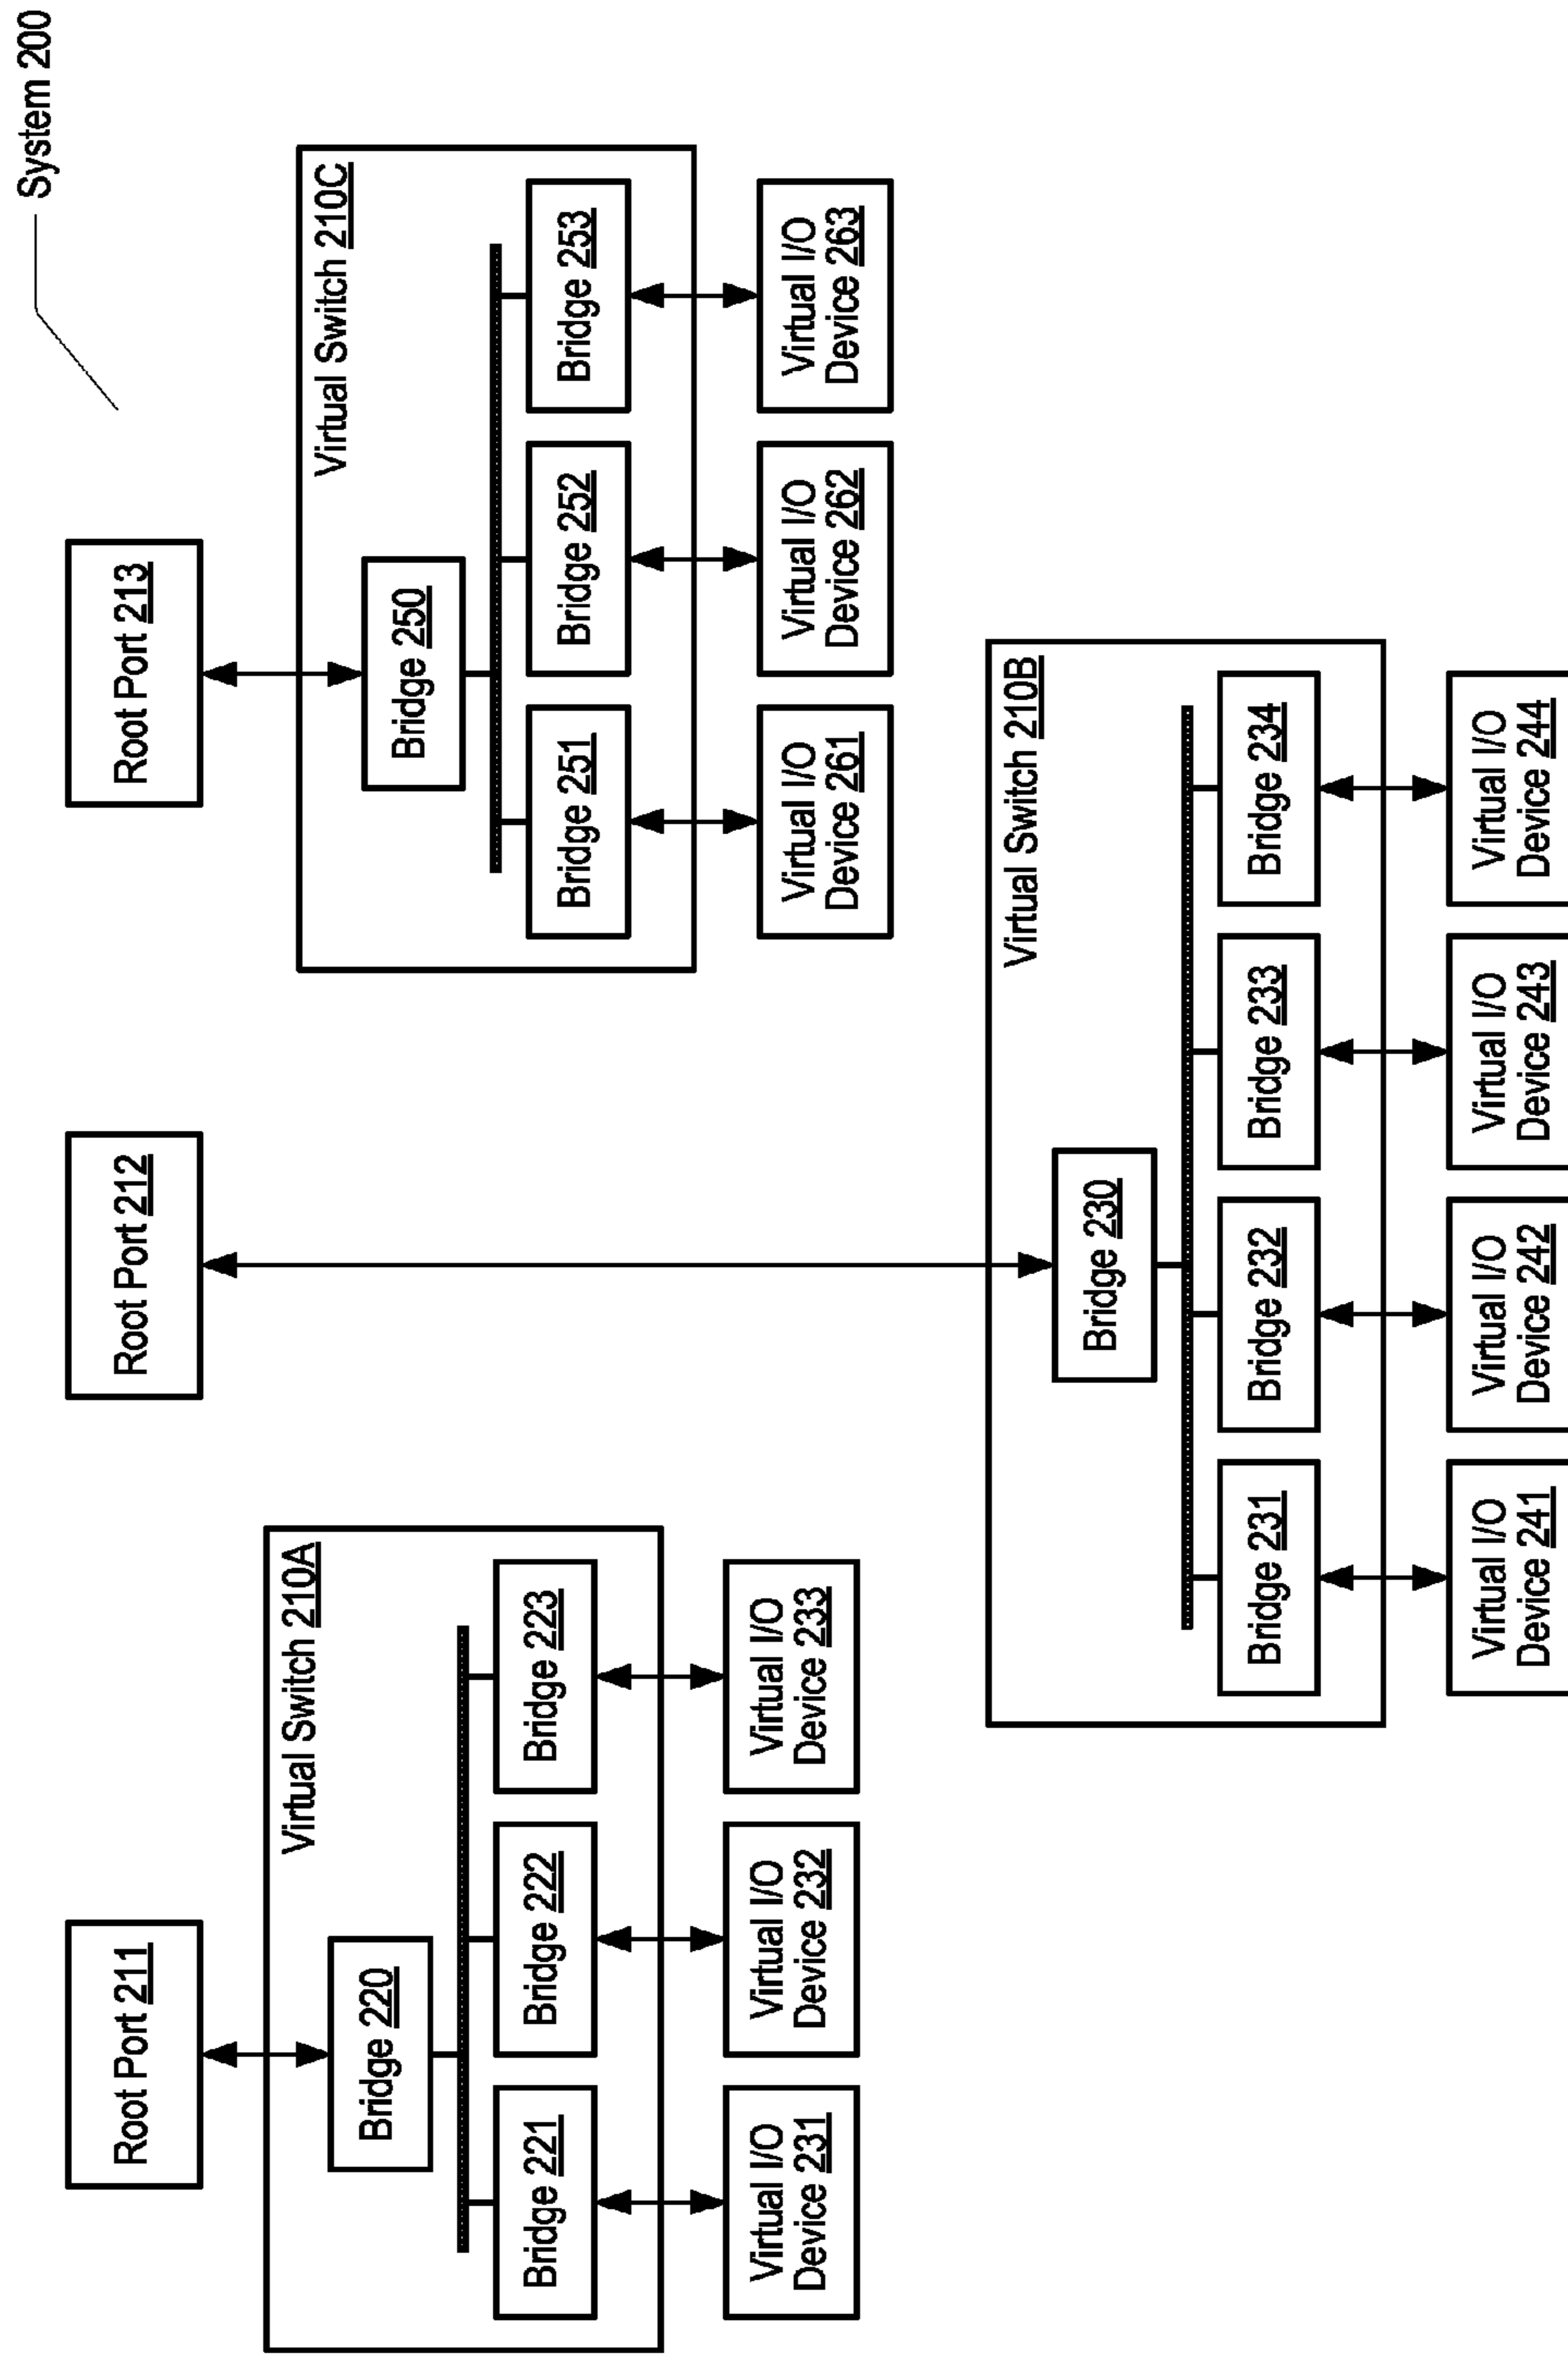 System 200
Root Port 211
Root Port 212
Root Port 213
Virtual Switch 210A
Bridge 220
Bridge 221
Bridge 222
Bridge 223
Virtual I/O
Device 231
Virtual I/O
Device 232
Virtual I/O
Device 233
Virtual Switch 210C
Bridge 250
Bridge 251
Bridge 252
Bridge 253
Virtual I/O
Device 261
Virtual I/O
Device 262
Virtual I/O
Device 263
Virtual Switch 210B
Bridge 230
Bridge 231
Bridge 232
Bridge 233
Bridge 234
Virtual I/O
Device 241
Virtual I/O
Device 242
Virtual I/O
Device 243
Virtual I/O
Device 244